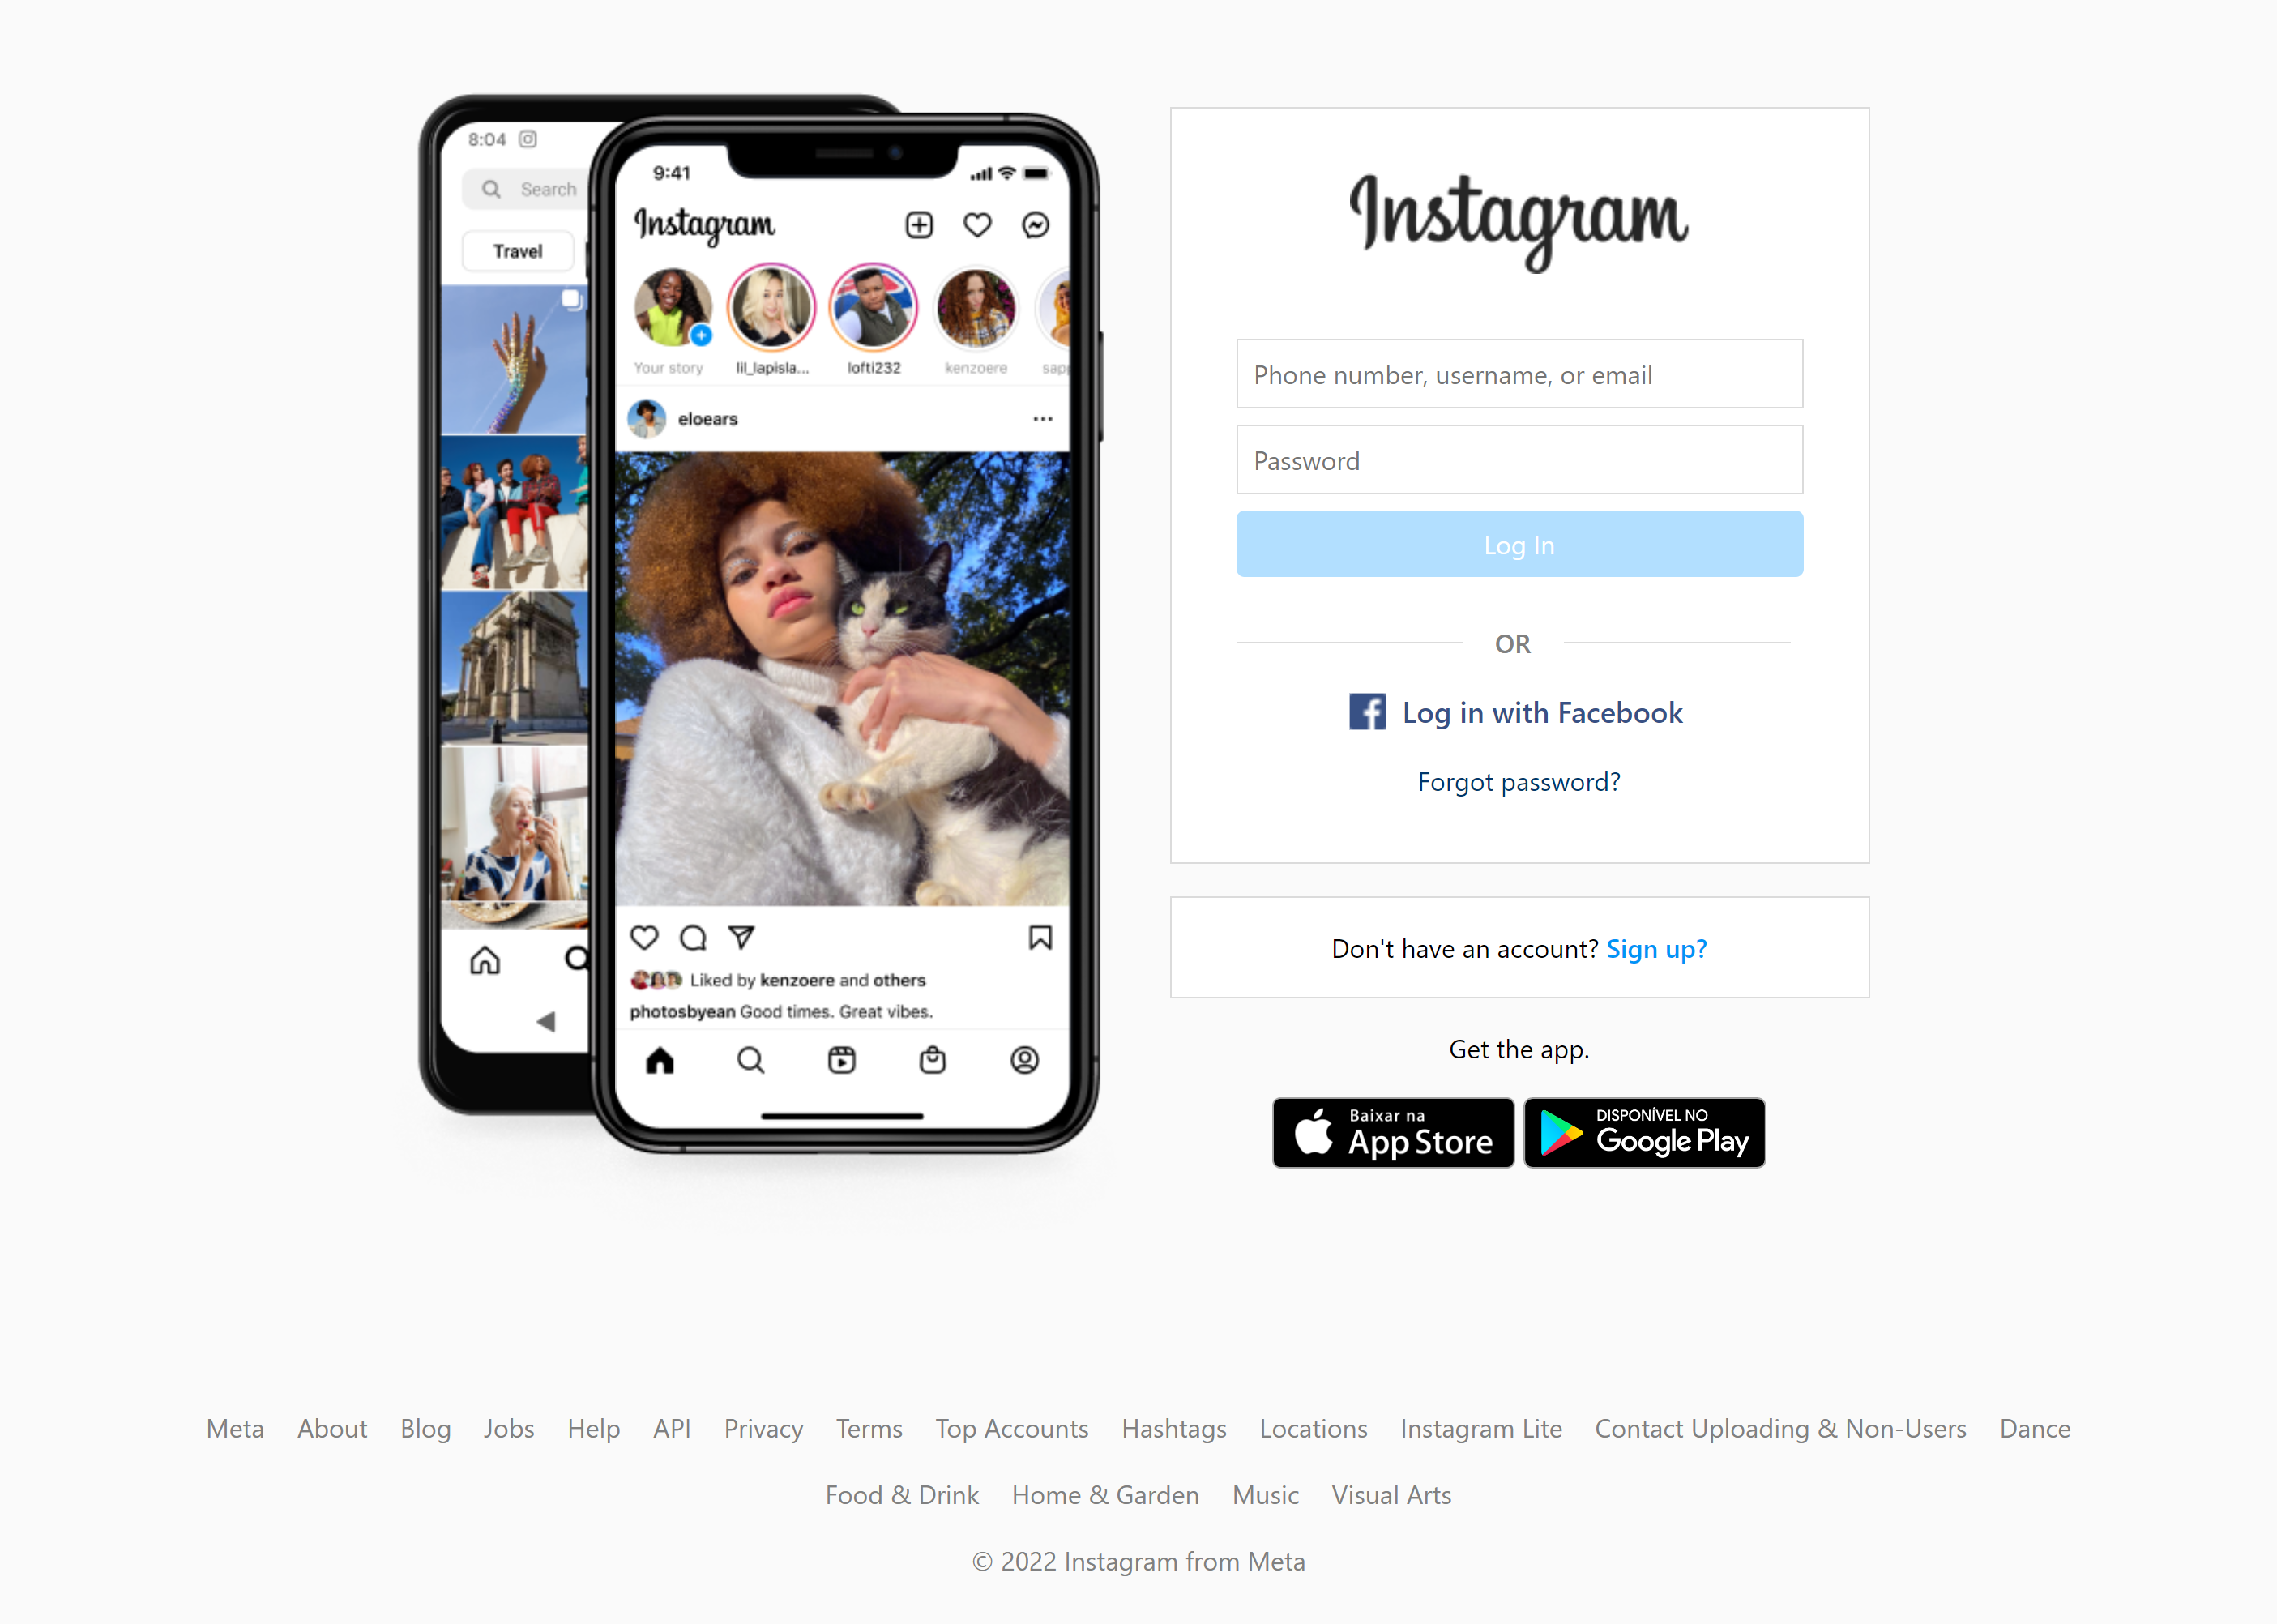 8:04
Search
Travel
9:41
Instagram
Your story lil_lapisla... lofti232 kenzoere sapp
eloears
...
Liked by kenzoere and others
photosbyean Good times. Great vibes.
Instagram
Phone number, username, or email
Password
Log In
OR
Log in with Facebook
Forgot password?
Don't have an account? Sign up?
Get the app.
Baixar na
App Store
DISPONÍVEL NO
Google Play
Meta About Blog Jobs Help API Privacy Terms Top Accounts Hashtags Locations Instagram Lite Contact Uploading & Non-Users Dance
Food & Drink Home & Garden Music Visual Arts
© 2022 Instagram from Meta